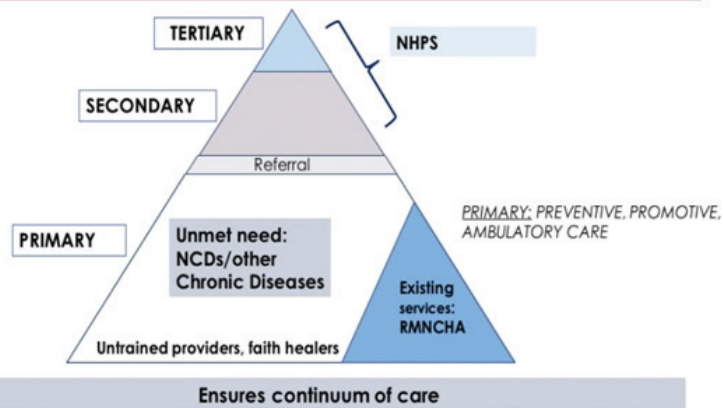 TERTIARY
NHPS
SECONDARY
Referral
PRIMARY
Unmet need:
NCDs/other
Chronic Diseases
PRIMARY: PREVENTIVE, PROMOTIVE,
AMBULATORY CARE
Existing
services:
RMNCHA
Untrained providers, faith healers
Ensures continuum of care